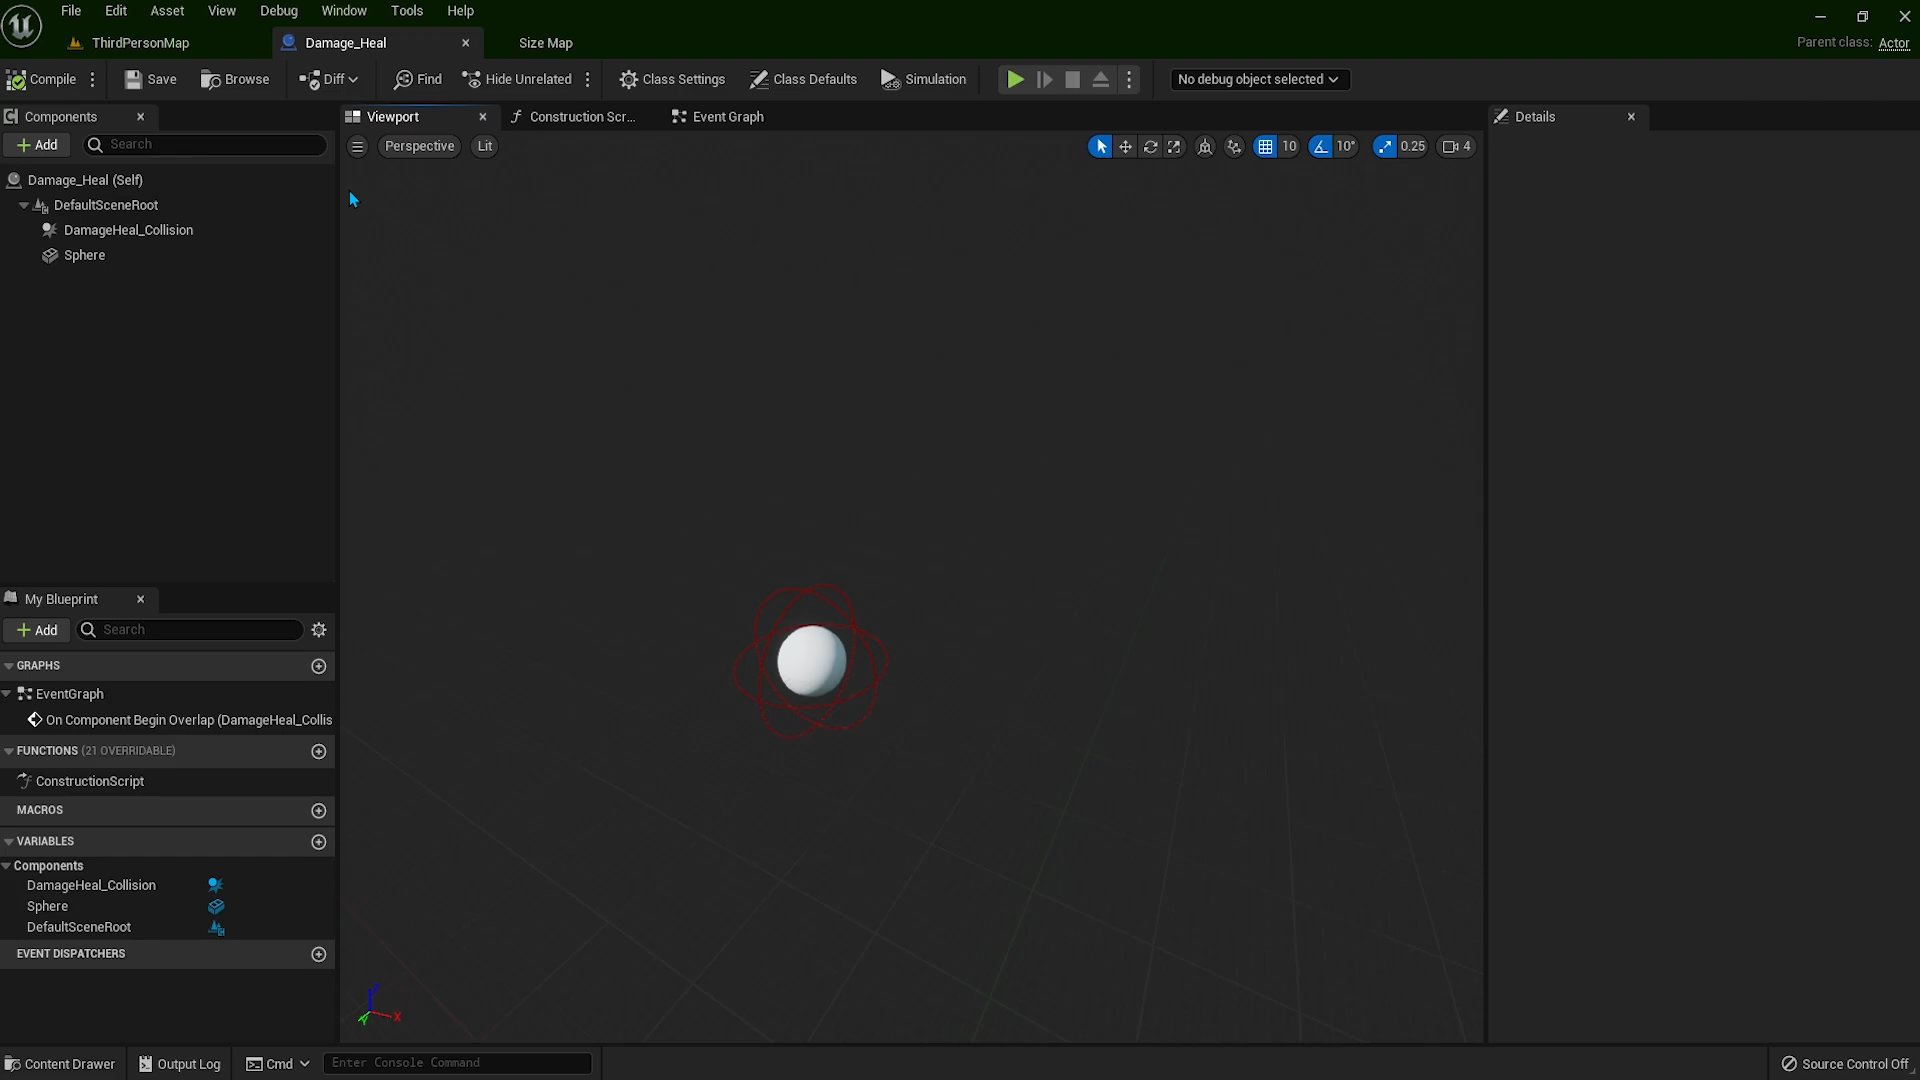 File Edit Asset View Debug Window Tools Help
ThirdPersonMap Damage_Heal Size Map Parent class: Actor
Compile Save Browse Diff Find Hide Unrelated Class Settings Class Defaults Simulation No debug object selected
Components
Add Search
Damage_Heal (Self)
DefaultSceneRoot
DamageHeal_Collision
Sphere
Viewport Construction Scr... Event Graph
Perspective Lit 10 10° 0.25 4
Details
My Blueprint
Add Search
GRAPHS
EventGraph
On Component Begin Overlap (DamageHeal_Collis
FUNCTIONS (21 OVERRIDABLE)
ConstructionScript
MACROS
VARIABLES
Components
DamageHeal_Collision
Sphere
DefaultSceneRoot
EVENT DISPATCHERS
Z
Y X
Content Drawer Output Log Cmd Enter Console Command Source Control Off